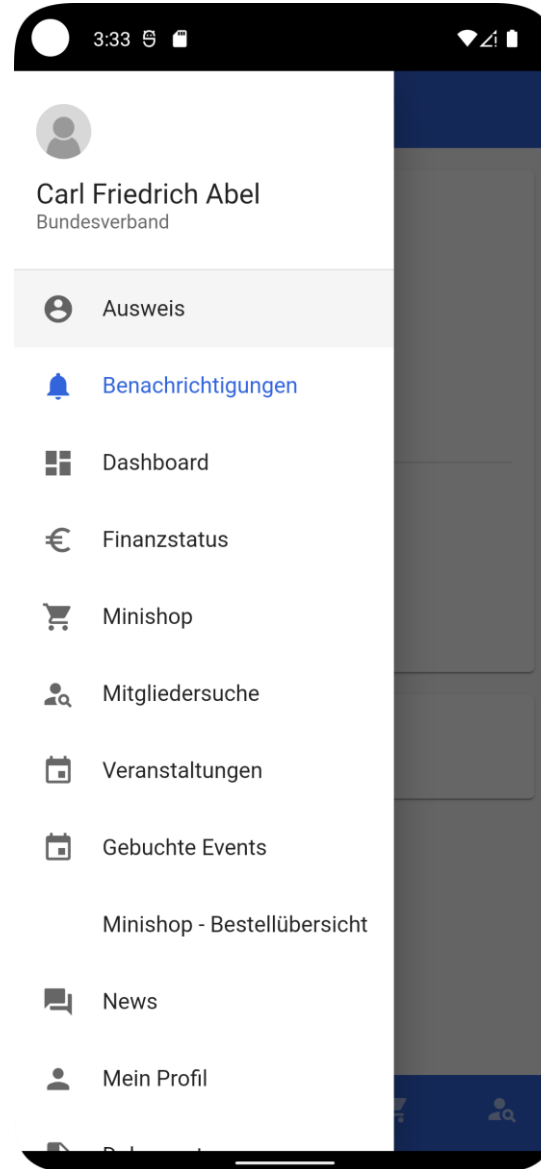 3:33
Carl Friedrich Abel
Bundesverband
Ausweis
Benachrichtigungen
Dashboard
Finanzstatus
Minishop
Mitgliedersuche
Veranstaltungen
Gebuchte Events
Minishop - Bestellübersicht
News
Mein Profil